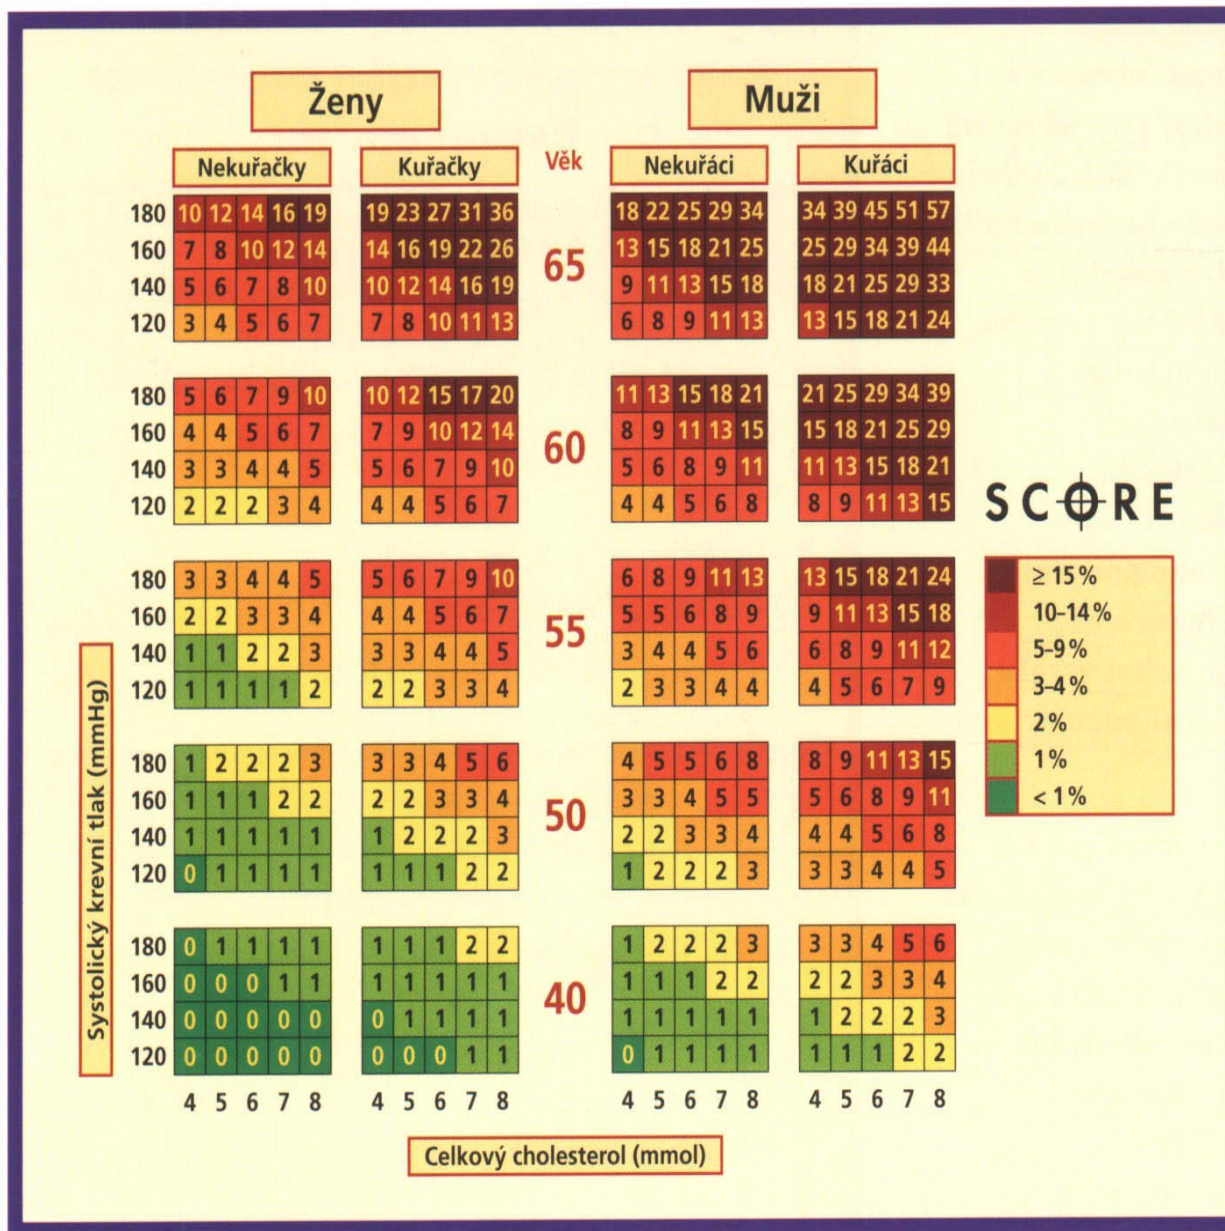 Ženy Muži
Nekuřačky Kuřačky Věk Nekuřáci Kuřáci
180 10 12 14 16 19 19 23 27 31 36 18 22 25 29 34 34 39 45 51 57
160 7 8 10 12 14 14 16 19 22 26 13 15 18 21 25 25 29 34 39 44
65
140 5 6 7 8 10 10 12 14 16 19 9 11 13 15 18 18 21 25 29 33
120 3 4 5 6 7 7 8 10 11 13 6 8 9 11 13 13 15 18 21 24
180 5 6 7 9 10 10 12 15 17 20 11 13 15 18 21 21 25 29 34 39
160 4 4 5 6 7 7 9 10 12 14 8 9 11 13 15 15 18 21 25 29
60
140 3 3 4 4 5 5 6 7 9 10 5 6 8 9 11 11 13 15 18 21
120 2 2 2 3 4 4 4 5 6 7 4 4 5 6 8 8 9 11 13 15
SCORE
≥ 15 %
10–14 %
5–9 %
3–4 %
2 %
1 %
< 1 %
180 3 3 4 4 5 5 6 7 9 10 6 8 9 11 13 13 15 18 21 24
160 2 2 3 3 4 4 4 5 6 7 5 5 6 8 9 9 11 13 15 18
55
140 1 1 2 2 3 3 3 4 4 5 3 4 4 5 6 6 8 9 11 12
120 1 1 1 1 2 2 2 3 3 4 2 3 3 4 4 4 5 6 7 9
180 1 2 2 2 3 3 3 4 5 6 4 5 5 6 8 8 9 11 13 15
160 1 1 1 2 2 2 2 3 3 4 3 3 4 5 5 5 6 8 9 11
50
140 1 1 1 1 1 1 2 2 2 3 2 2 3 3 4 4 4 5 6 8
120 0 1 1 1 1 1 1 1 2 2 1 2 2 2 3 3 3 4 4 5
180 0 1 1 1 1 1 1 1 2 2 1 2 2 2 3 3 3 4 5 6
160 0 0 0 1 1 1 1 1 1 1 1 1 1 2 2 2 2 3 3 4
40
140 0 0 0 0 0 0 1 1 1 1 1 1 1 1 1 1 2 2 2 3
120 0 0 0 0 0 0 0 0 1 1 0 1 1 1 1 1 1 1 2 2
4 5 6 7 8 4 5 6 7 8 4 5 6 7 8 4 5 6 7 8
Systolický krevní tlak (mmHg)
Celkový cholesterol (mmol)